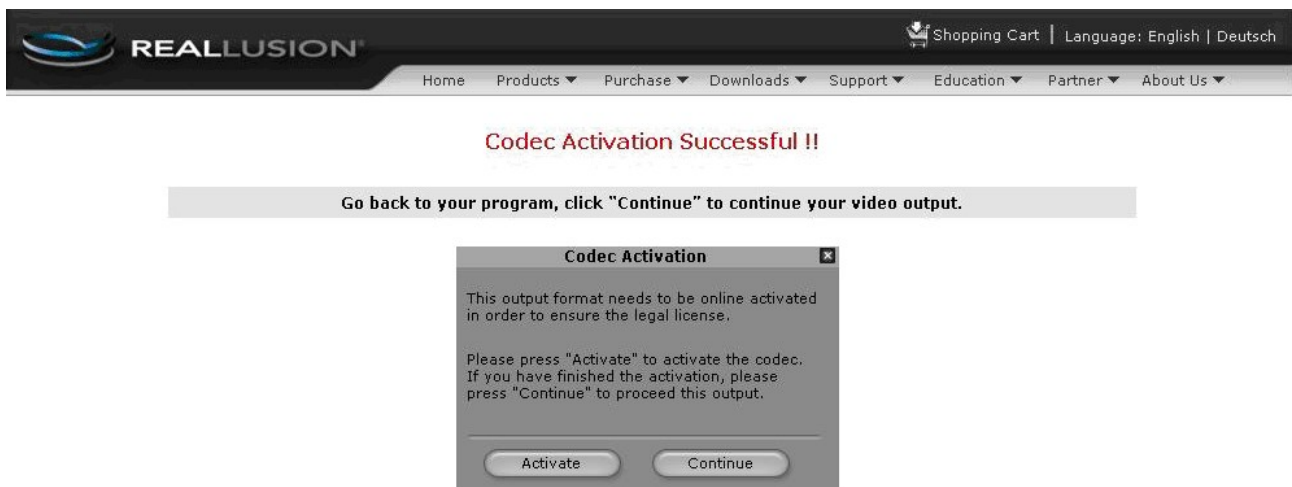 REALLUSION®
Shopping Cart | Language: English | Deutsch
Home Products ▼ Purchase ▼ Downloads ▼ Support ▼ Education ▼ Partner ▼ About Us ▼
Codec Activation Successful !!
Go back to your program, click "Continue" to continue your video output.
Codec Activation
This output format needs to be online activated
in order to ensure the legal license.
Please press "Activate" to activate the codec.
If you have finished the activation, please
press "Continue" to proceed this output.
Activate Continue